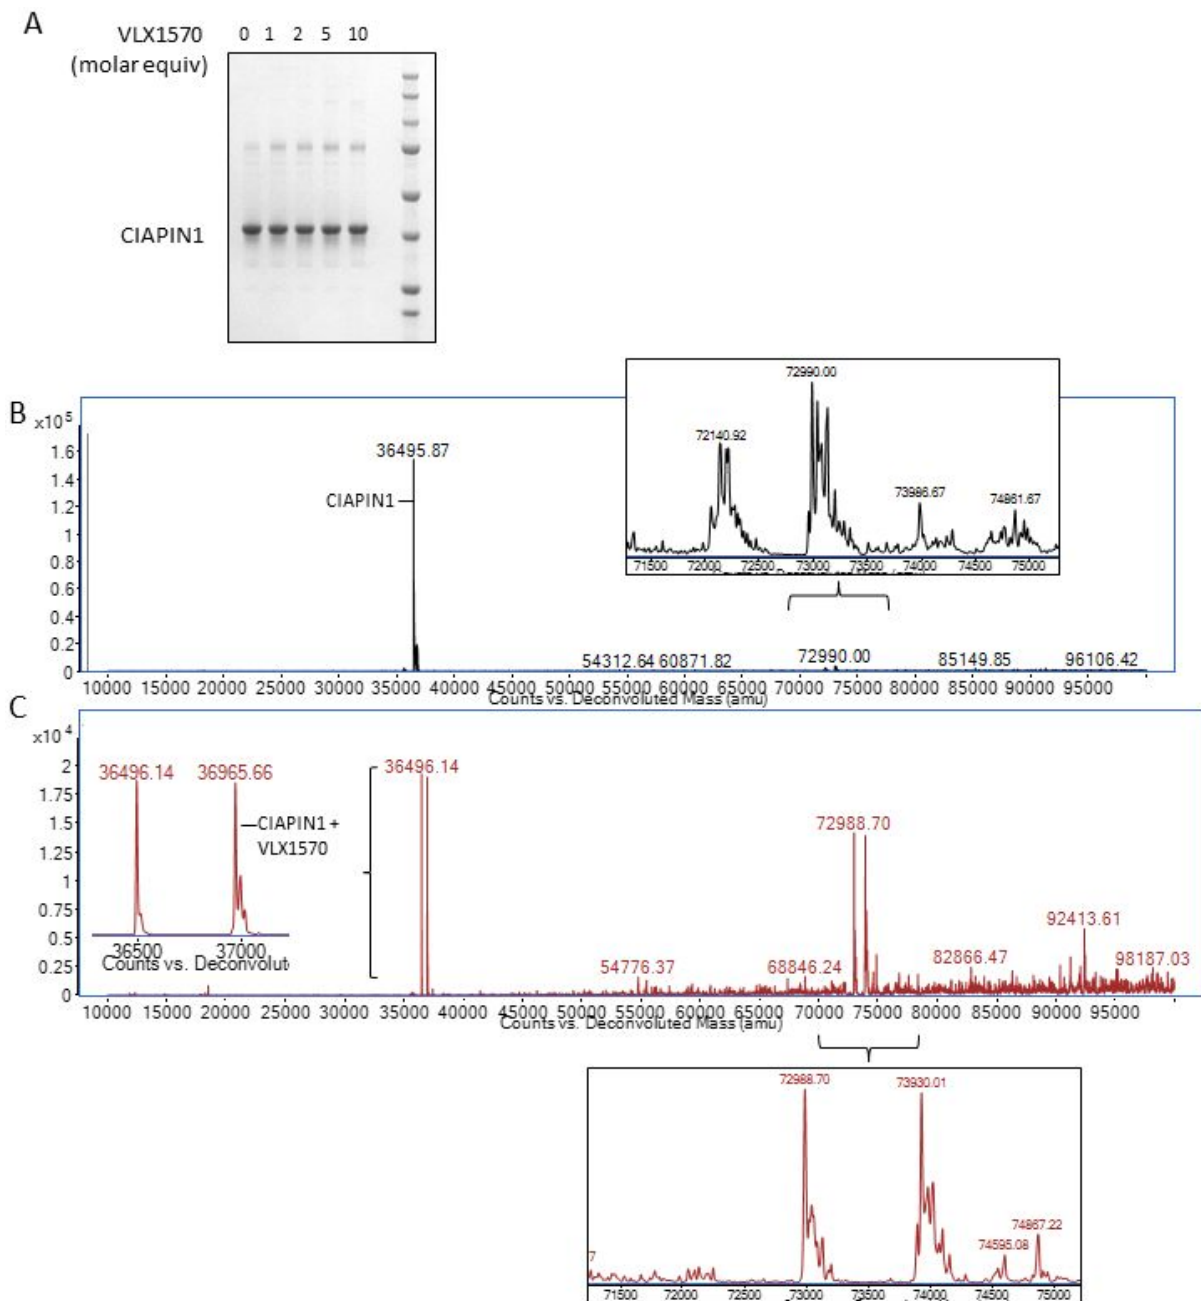 A
VLX1570 0 1 2 5 10
(molar equiv)
CIAPIN1
B
x10⁵
1.6
1.4
1.2
1
0.8
0.6
0.4
0.2
0
36495.87
CIAPIN1
54312.64 60871.82 72990.00 85149.85 96106.42
10000 15000 20000 25000 30000 35000 40000 45000 50000 55000 60000 65000 70000 75000 80000 85000 90000 95000
Counts vs. Deconvoluted Mass (amu)
72990.00
72140.92
73986.67
74861.67
71500 72000 72500 73000 73500 74000 74500 75000
C
x10⁴
2
1.75
1.5
1.25
1
0.75
0.5
0.25
0
36496.14 36965.66
CIAPIN1 +
VLX1570
36500 37000
Counts vs. Deconvolut
36496.14
72988.70
92413.61
54776.37 68846.24 82866.47 98187.03
10000 15000 20000 25000 30000 35000 40000 45000 50000 55000 60000 65000 70000 75000 80000 85000 90000 95000
Counts vs. Deconvoluted Mass (amu)
72988.70 73930.01
74867.22
74595.08
7
71500 72000 72500 73000 73500 74000 74500 75000